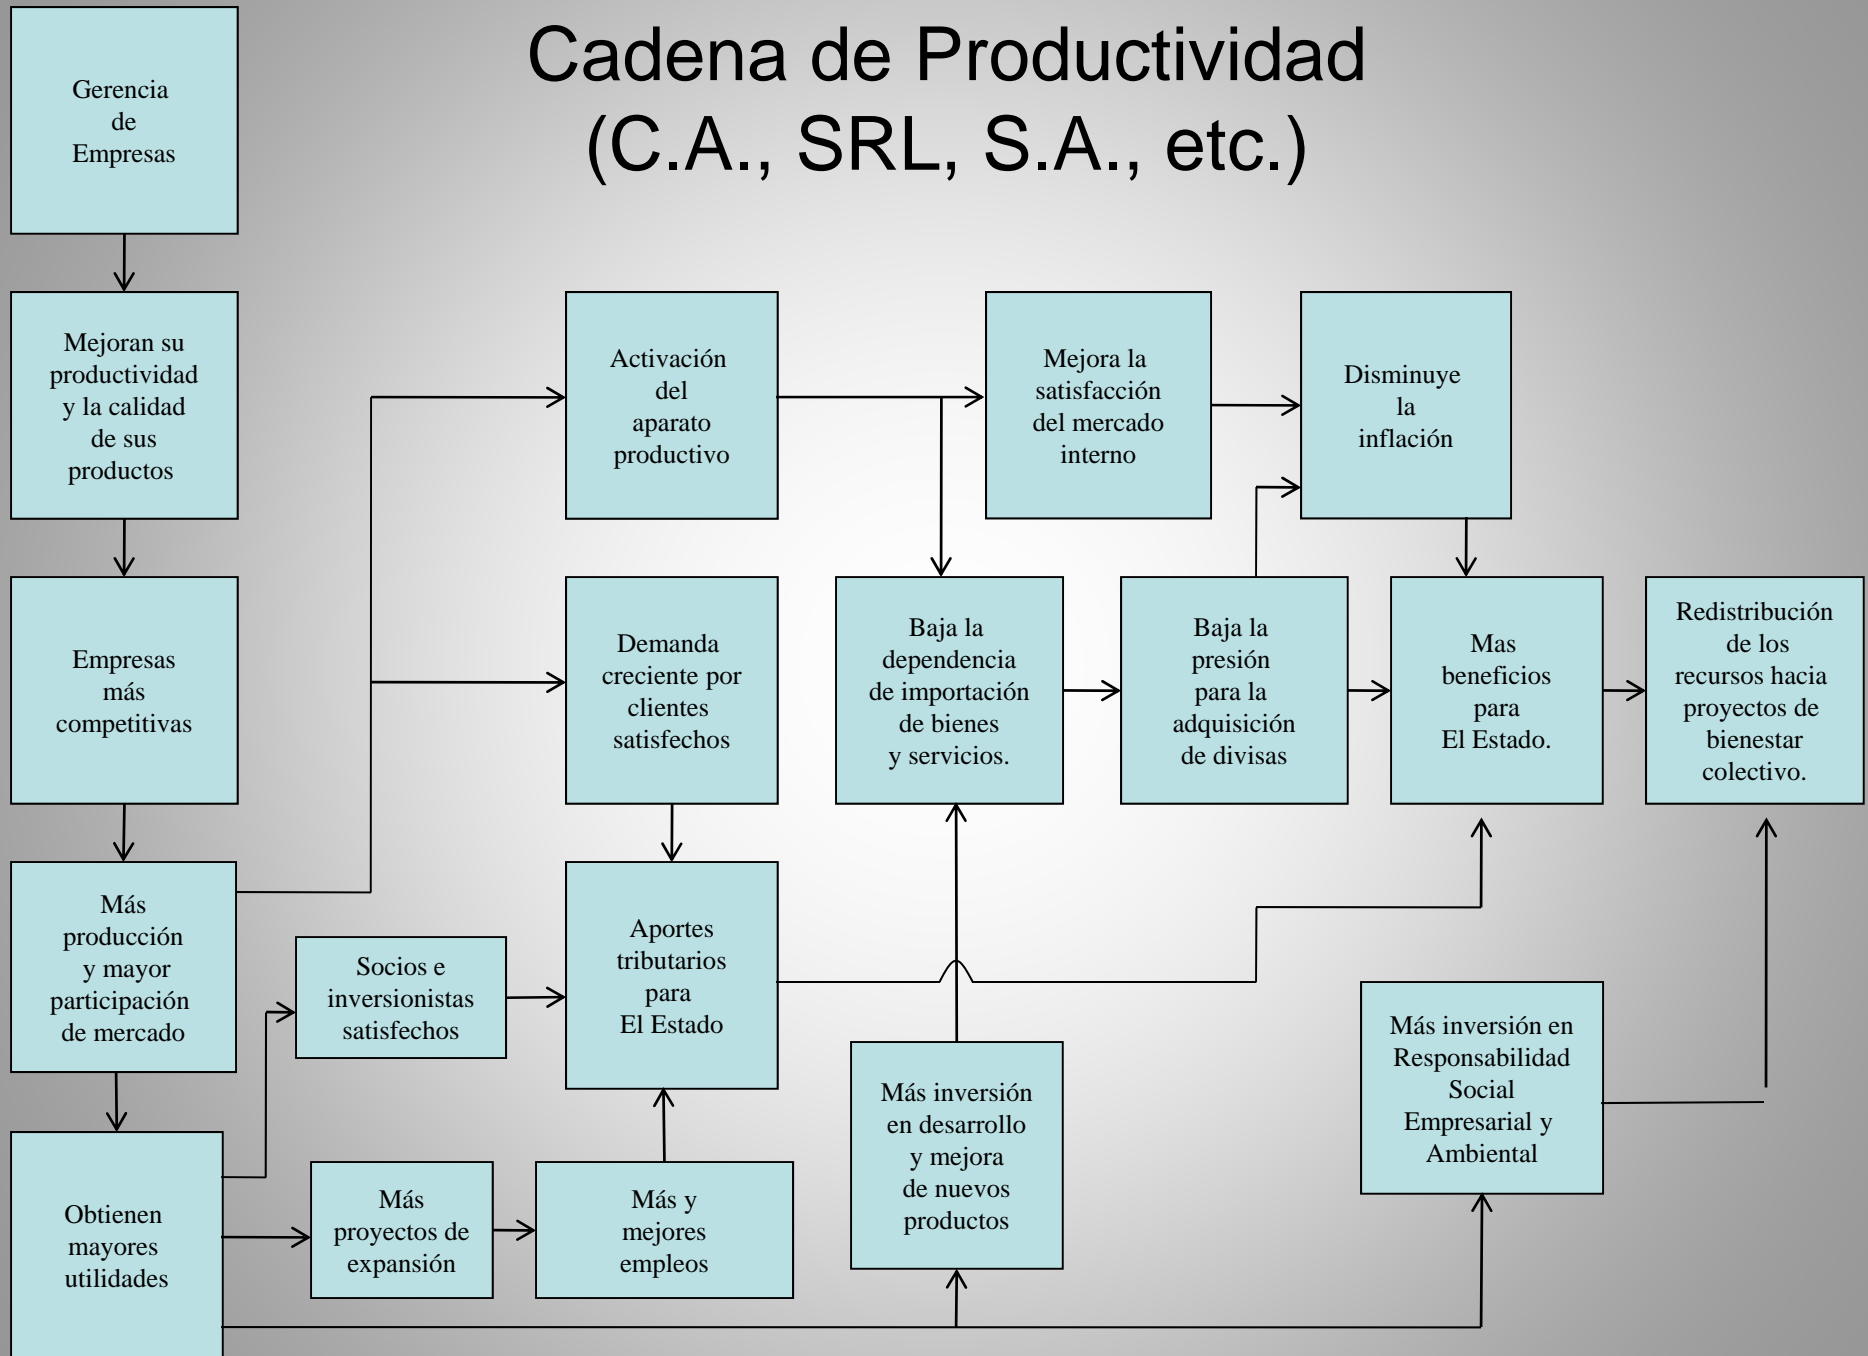 Cadena de Productividad
(C.A., SRL, S.A., etc.)
Gerencia
de
Empresas
Mejoran su
productividad
y la calidad
de sus
productos
Empresas
más
competitivas
Más
producción
y mayor
participación
de mercado
Obtienen
mayores
utilidades
Socios e
inversionistas
satisfechos
Más
proyectos de
expansión
Más y
mejores
empleos
Activación
del
aparato
productivo
Demanda
creciente por
clientes
satisfechos
Aportes
tributarios
para
El Estado
Mejora la
satisfacción
del mercado
interno
Disminuye
la
inflación
Baja la
dependencia
de importación
de bienes
y servicios.
Baja la
presión
para la
adquisición
de divisas
Mas
beneficios
para
El Estado.
Redistribución
de los
recursos hacia
proyectos de
bienestar
colectivo.
Más inversión
en desarrollo
y mejora
de nuevos
productos
Más inversión en
Responsabilidad
Social
Empresarial y
Ambiental